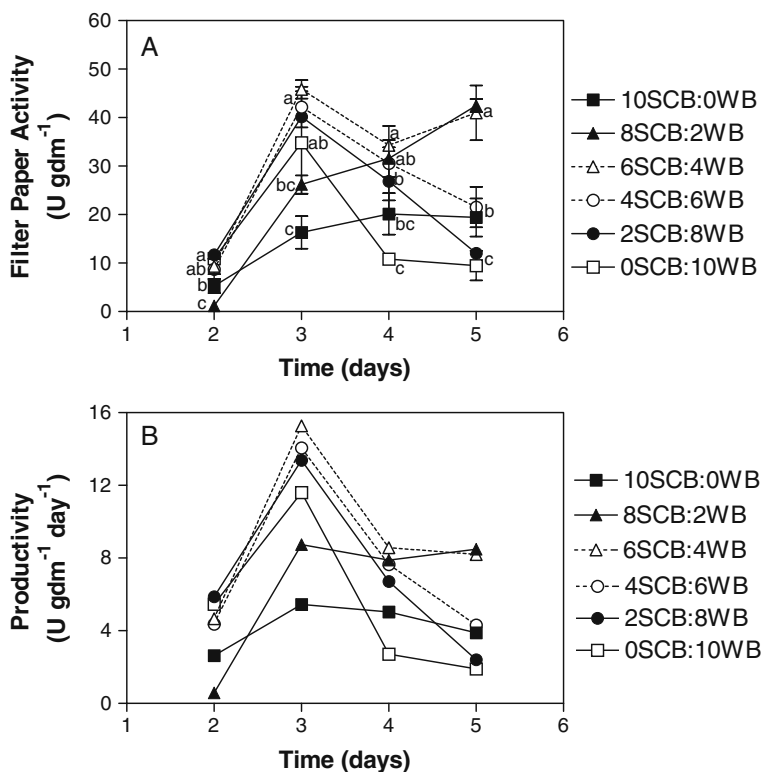 A
Filter Paper Activity
(U gdm⁻¹)
60
50
40
30
20
10
0
a
ab
b
c
a
ab
bc
c
a
ab
b
bc
c
a
b
c
1 2 3 4 5 6
Time (days)
10SCB:0WB
8SCB:2WB
6SCB:4WB
4SCB:6WB
2SCB:8WB
0SCB:10WB
B
Productivity
(U gdm⁻¹ day⁻¹)
16
12
8
4
0
1 2 3 4 5 6
Time (days)
10SCB:0WB
8SCB:2WB
6SCB:4WB
4SCB:6WB
2SCB:8WB
0SCB:10WB